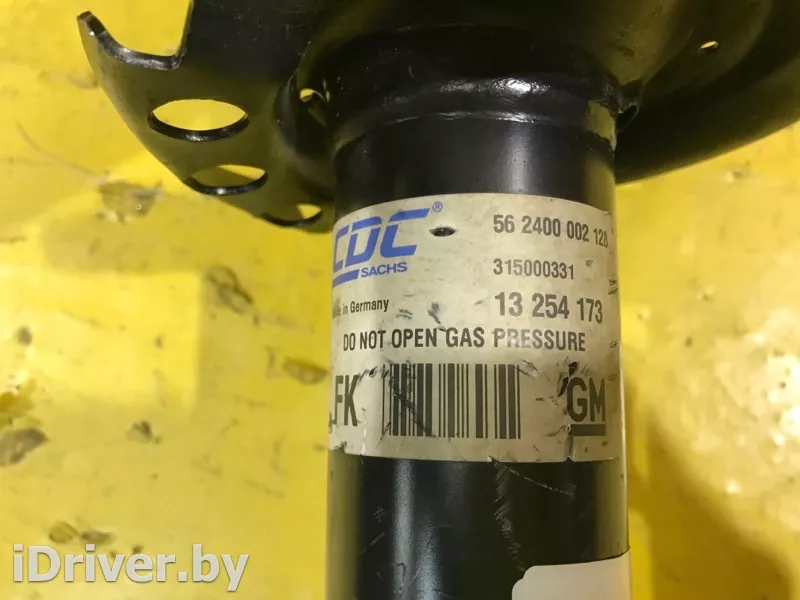 CDC®
SACHS
56 2400 002 128
315000331
in Germany
13 254 173
DO NOT OPEN GAS PRESSURE
FK
GM
iDriver.by